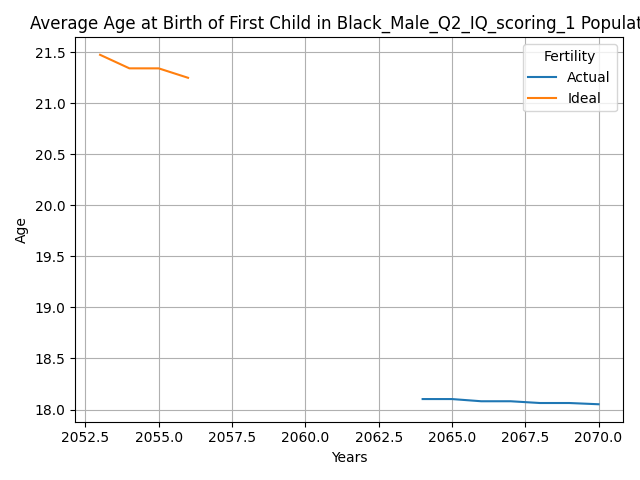 Average Age at Birth of First Child in Black_Male_Q2_IQ_scoring_1 Populat
Fertility
Actual
Ideal
21.5
21.0
20.5
20.0
19.5
19.0
18.5
18.0
Age
2052.5 2055.0 2057.5 2060.0 2062.5 2065.0 2067.5 2070.0
Years